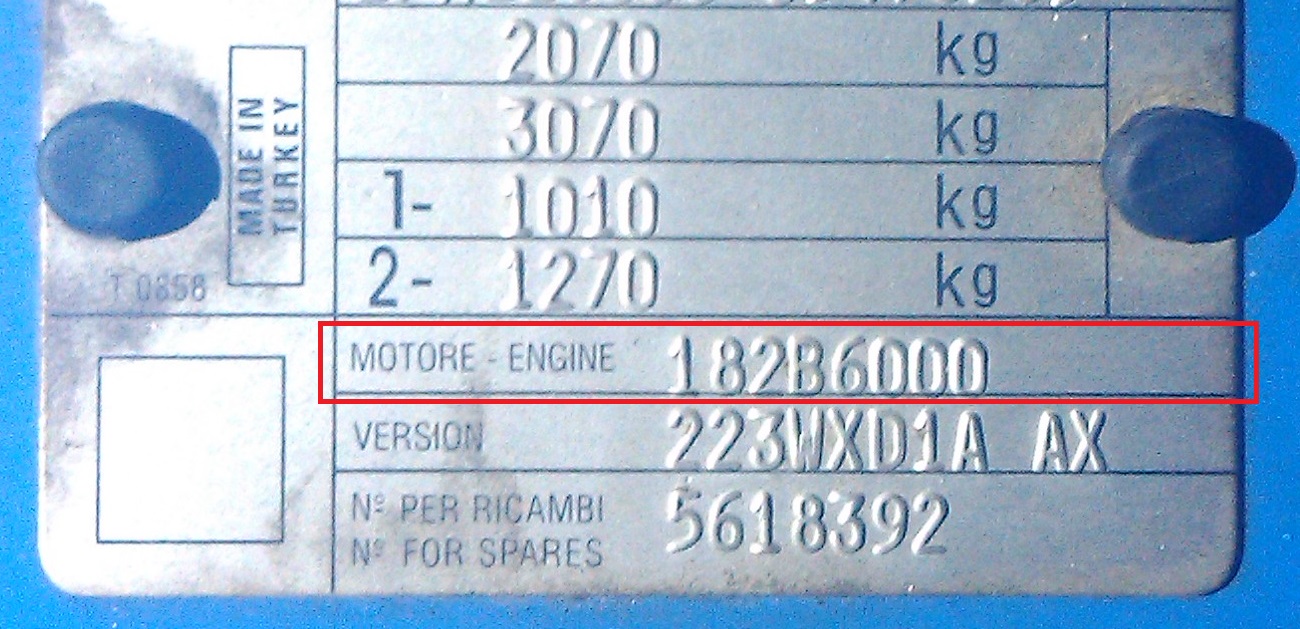 2070 kg
3070 kg
1- 1010 kg
2- 1270 kg
MADE IN
TURKEY
T 0856
MOTORE - ENGINE 182B6000
VERSION 223WXD1A AX
Nº PER RICAMBI
Nº FOR SPARES 5618392